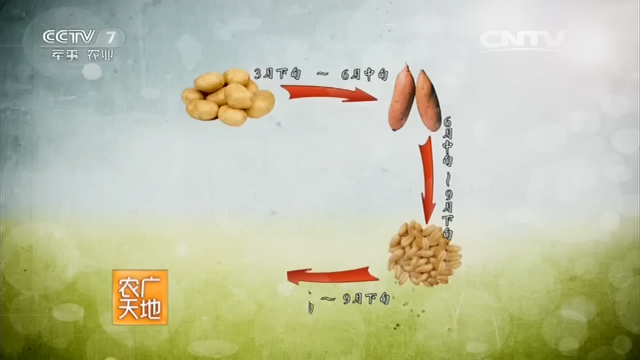 CCTV 7
军事 农业
CNTV
3月下旬 ~ 6月中旬
6月中旬 ~ 9月下旬
~ 9月下旬
农广
天地